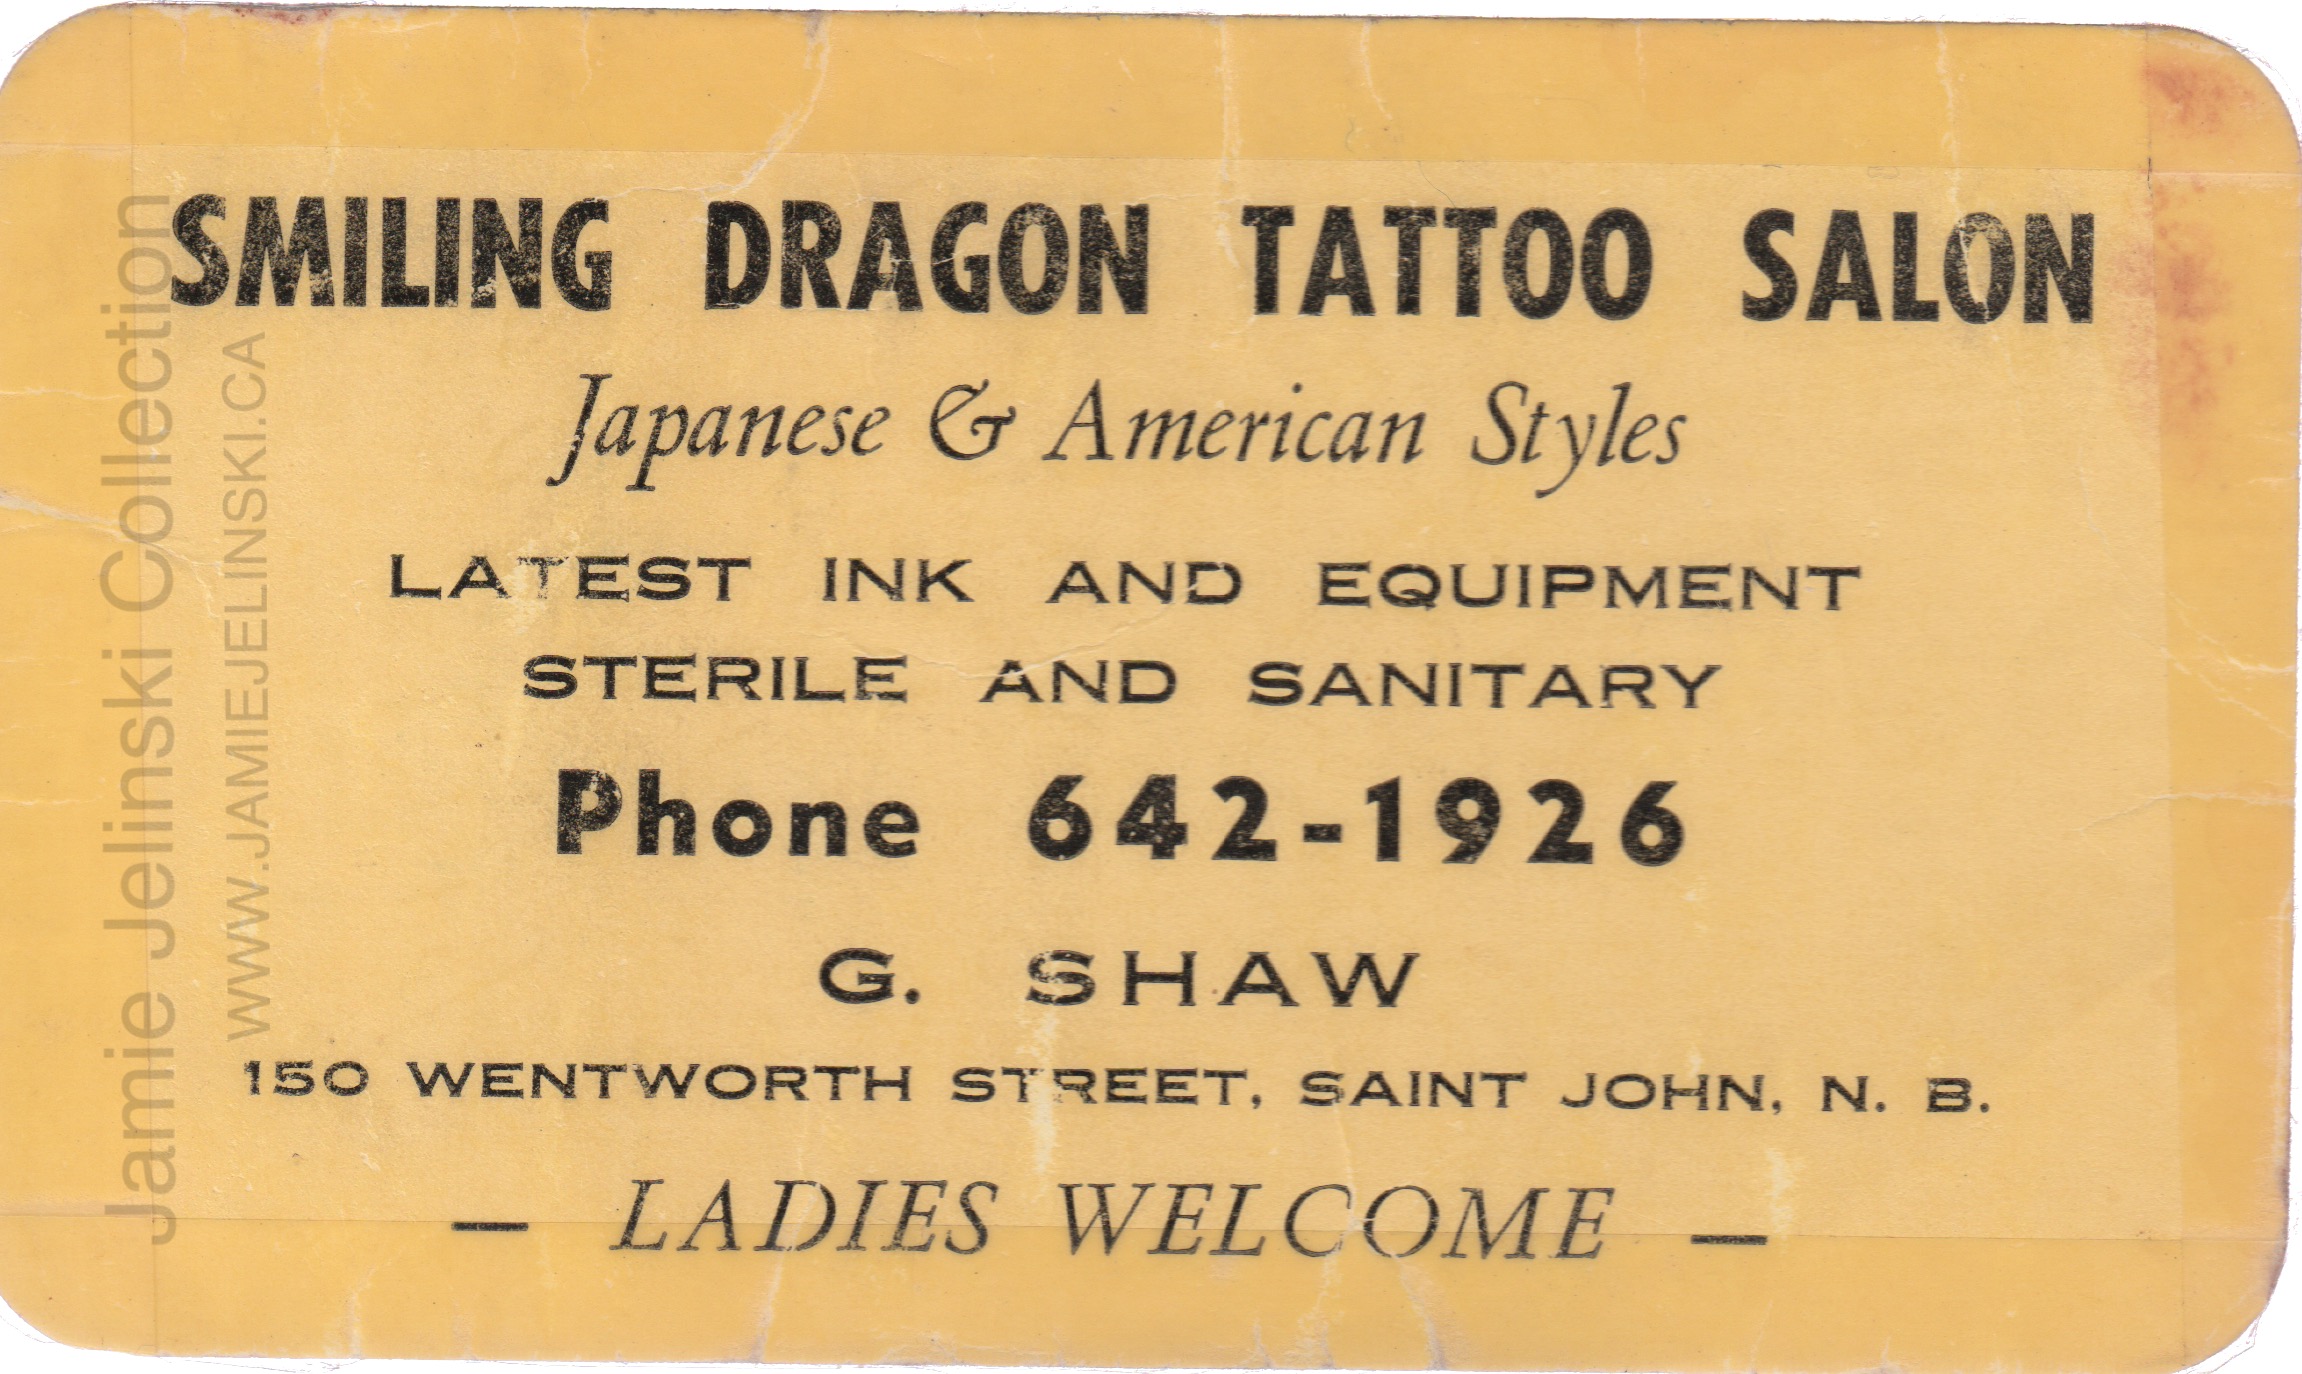 SMILING DRAGON TATTOO SALON
Japanese & American Styles
LATEST INK AND EQUIPMENT
STERILE AND SANITARY
Phone 642-1926
G. SHAW
150 WENTWORTH STREET, SAINT JOHN, N. B.
— LADIES WELCOME —
Jamie Jelinski Collection
WWW.JAMIEJELINSKI.CA